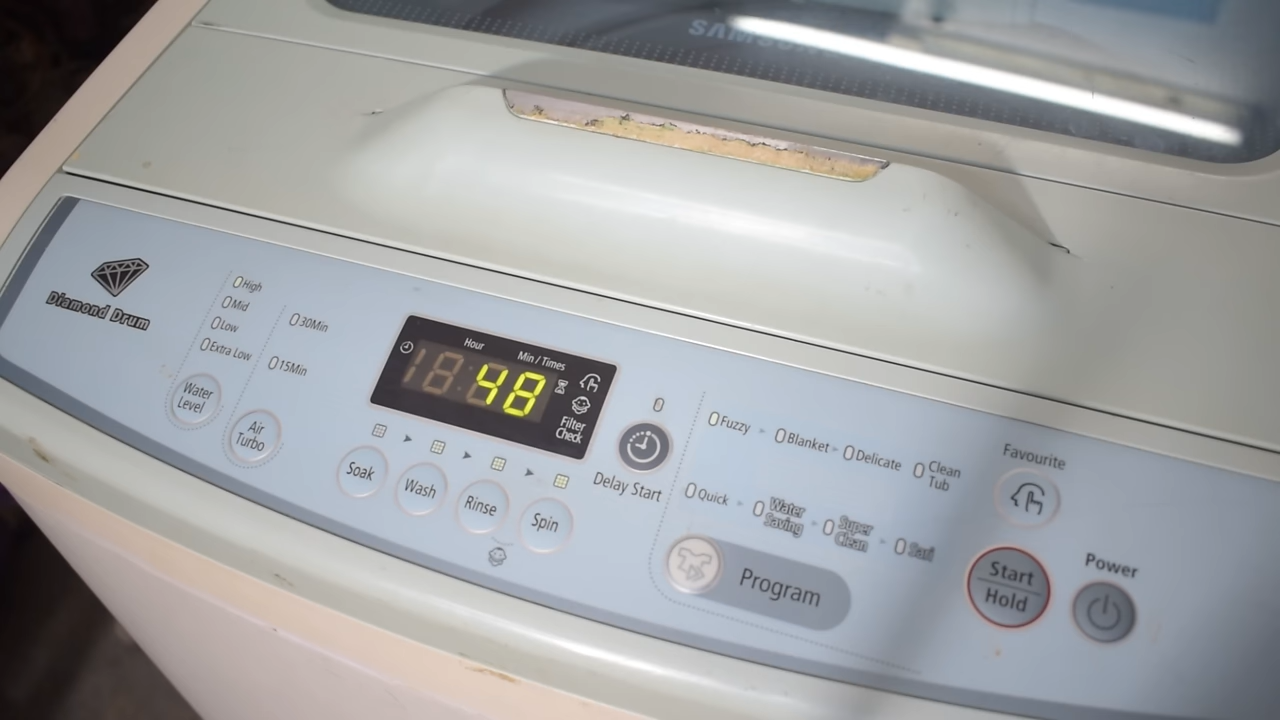 SAMSUNG
Diamond Drum
High
Mid
Low
Extra Low
Water
Level
30Min
15Min
Air
Turbo
Hour
Min / Times
48
Filter
Check
Soak
Wash
Rinse
Spin
Delay Start
Fuzzy
Blanket
Delicate
Clean
Tub
Quick
Water
Saving
Super
Clean
Sari
Program
Favourite
Start
Hold
Power